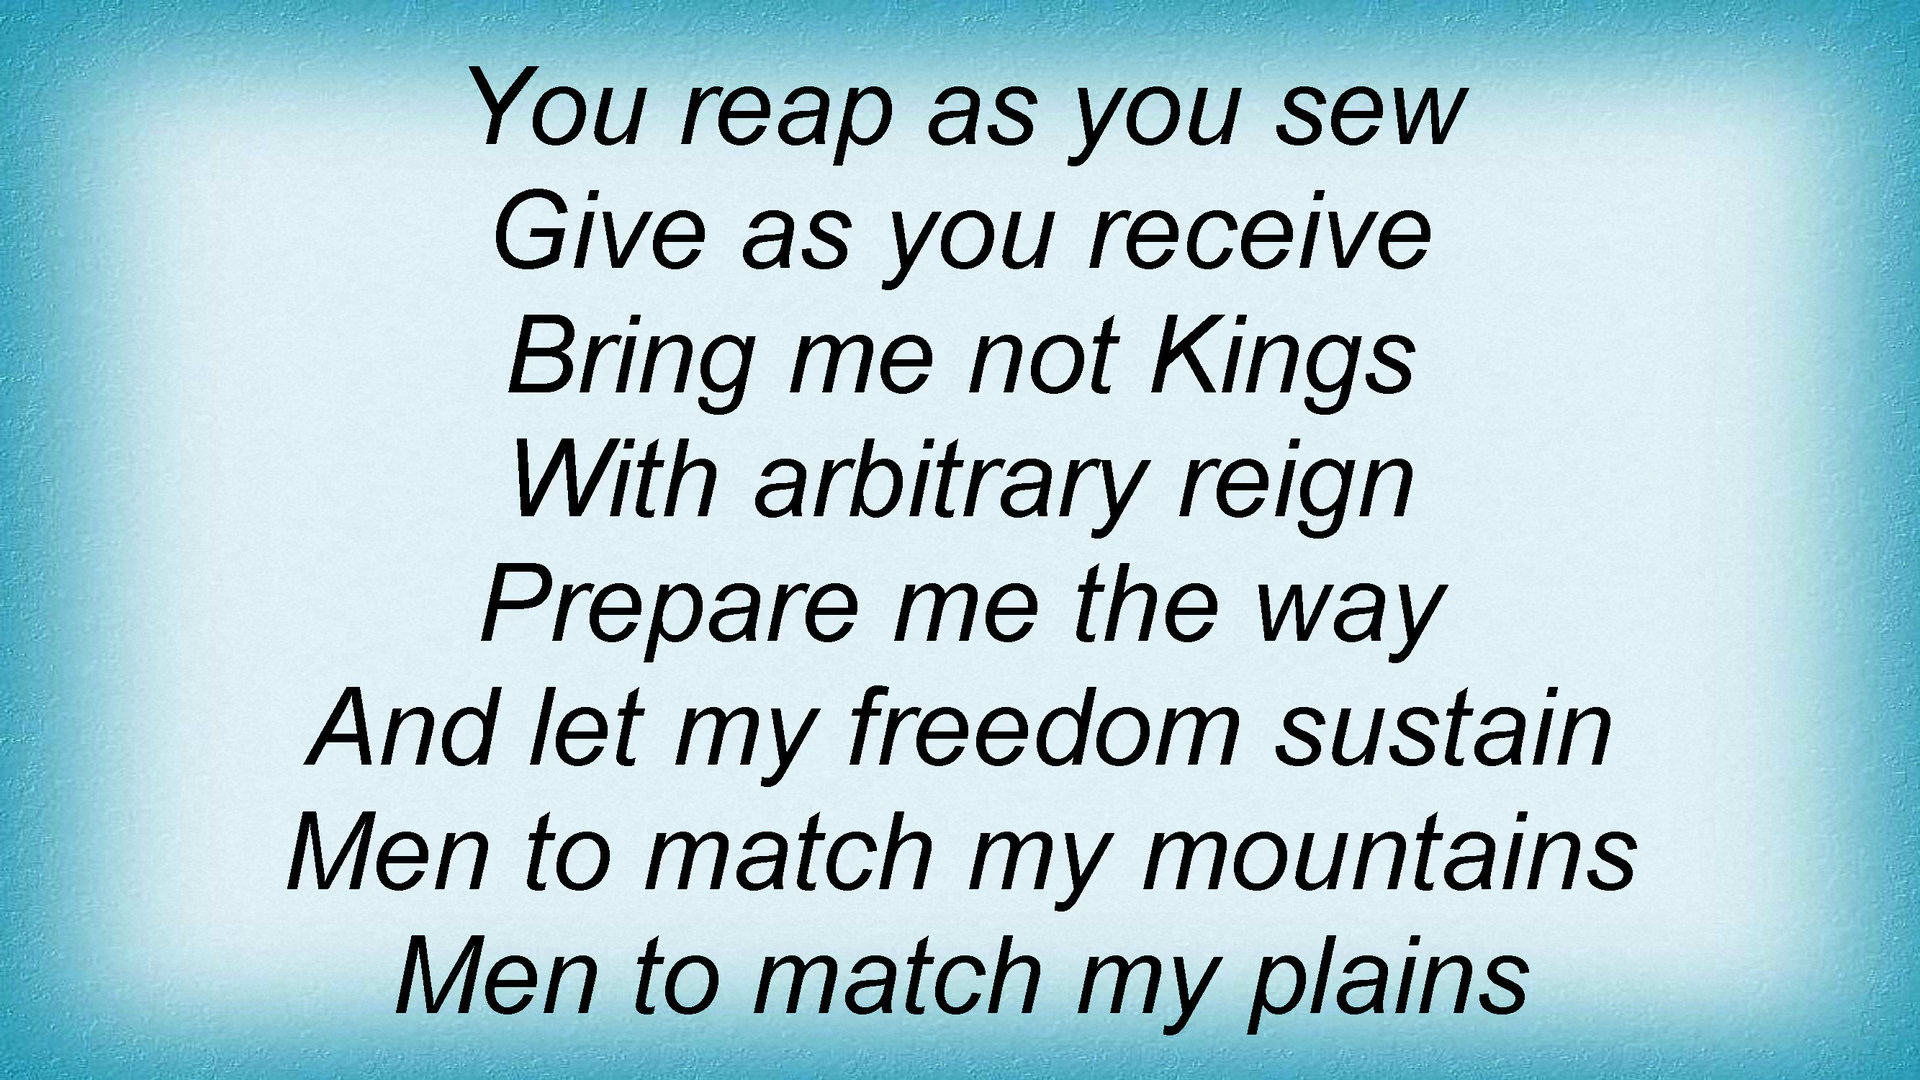 You reap as you sew
Give as you receive
Bring me not Kings
With arbitrary reign
Prepare me the way
And let my freedom sustain
Men to match my mountains
Men to match my plains